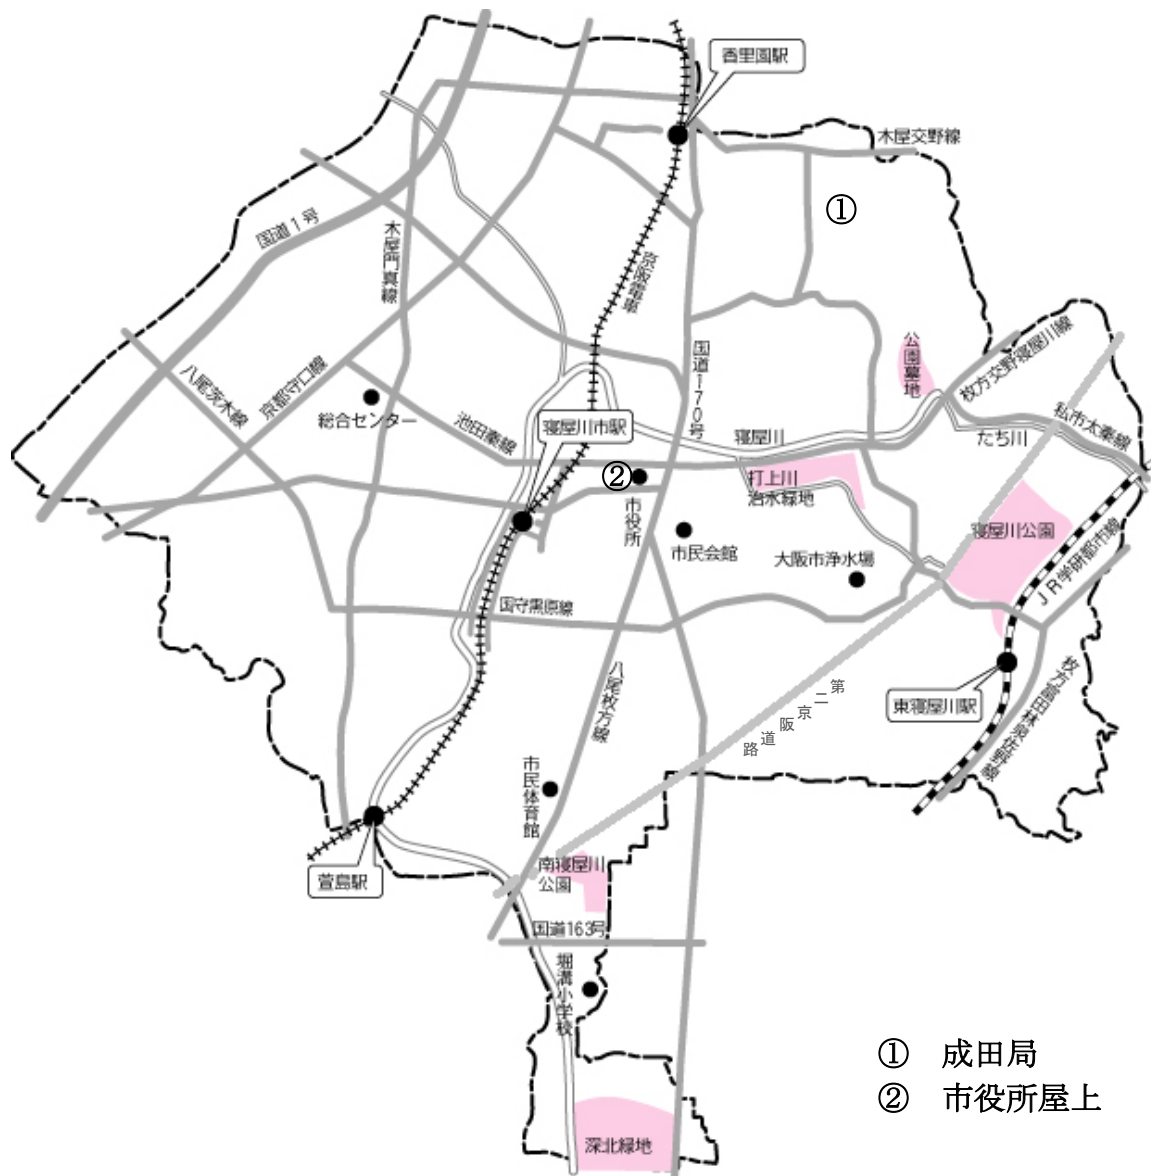 香里園駅
木屋交野線
①
国道1号
木屋門真線
京阪電車
国道170号
公園墓地
枚方交野寝屋川線
八尾茨木線
京都守口線
総合センター
池田秦線
寝屋川市駅
寝屋川
たち川
私市太秦線
②
市役所
打上川
治水緑地
市民会館
大阪市浄水場
寝屋川公園
JR学研都市線
国守黒原線
八尾枚方線
第二京阪道路
東寝屋川駅
枚方富田林泉佐野線
市民体育館
萱島駅
南寝屋川
公園
国道163号
堀溝小学校
深北緑地
① 成田局
② 市役所屋上